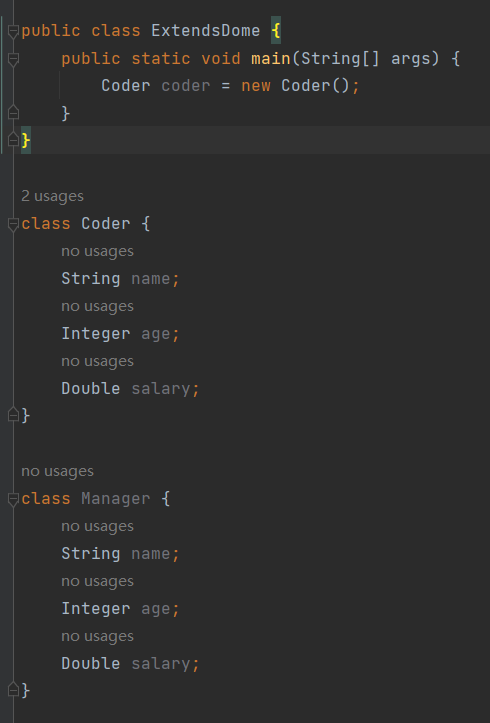 public class ExtendsDome {
    public static void main(String[] args) {
        Coder coder = new Coder();
    }
}
2 usages
class Coder {
    no usages
    String name;
    no usages
    Integer age;
    no usages
    Double salary;
}
no usages
class Manager {
    no usages
    String name;
    no usages
    Integer age;
    no usages
    Double salary;
}